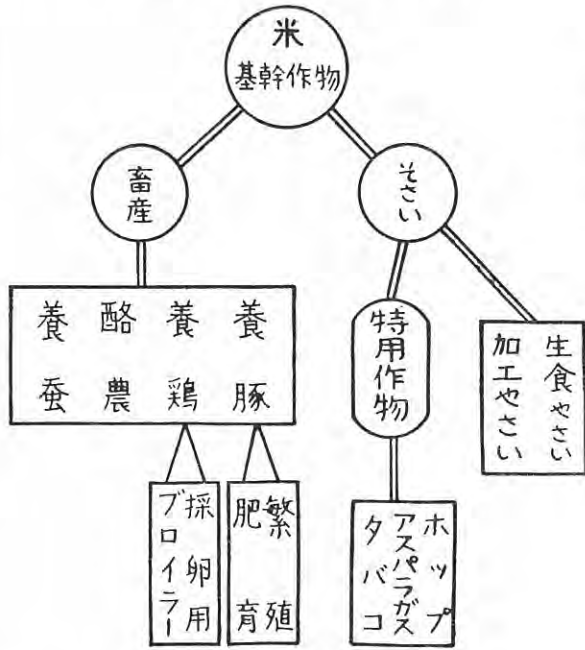 米
基幹作物
畜産
そさい
養豚
養鶏
酪農
養蚕
特用作物
生食やさい
加工やさい
採卵用
ブロイラー
繁殖
肥育
ホップ
アスパラガス
タバコ